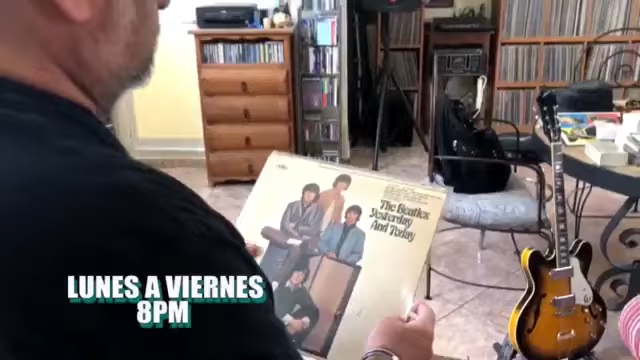 The Beatles
Yesterday
And Today
LUNES A VIERNES
8PM